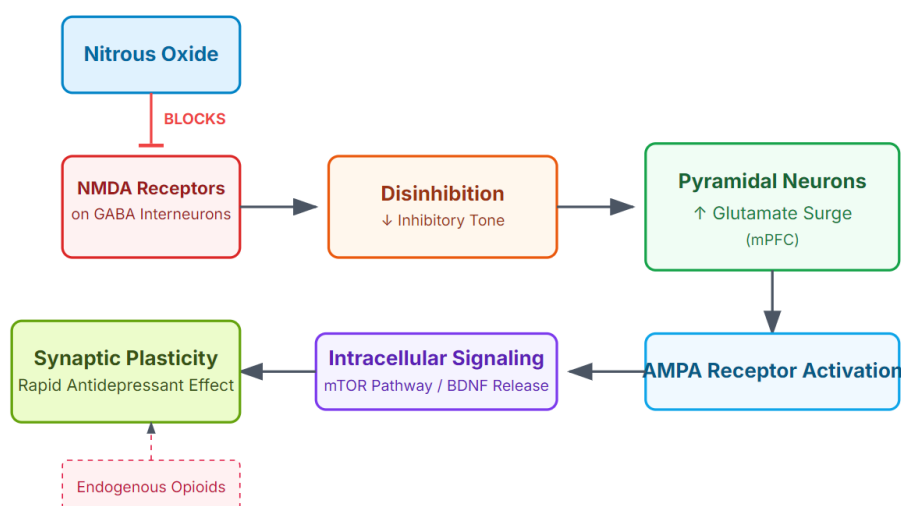 Nitrous Oxide
BLOCKS
NMDA Receptors
on GABA Interneurons
Disinhibition
↓ Inhibitory Tone
Pyramidal Neurons
↑ Glutamate Surge
(mPFC)
Synaptic Plasticity
Rapid Antidepressant Effect
Intracellular Signaling
mTOR Pathway / BDNF Release
AMPA Receptor Activation
Endogenous Opioids